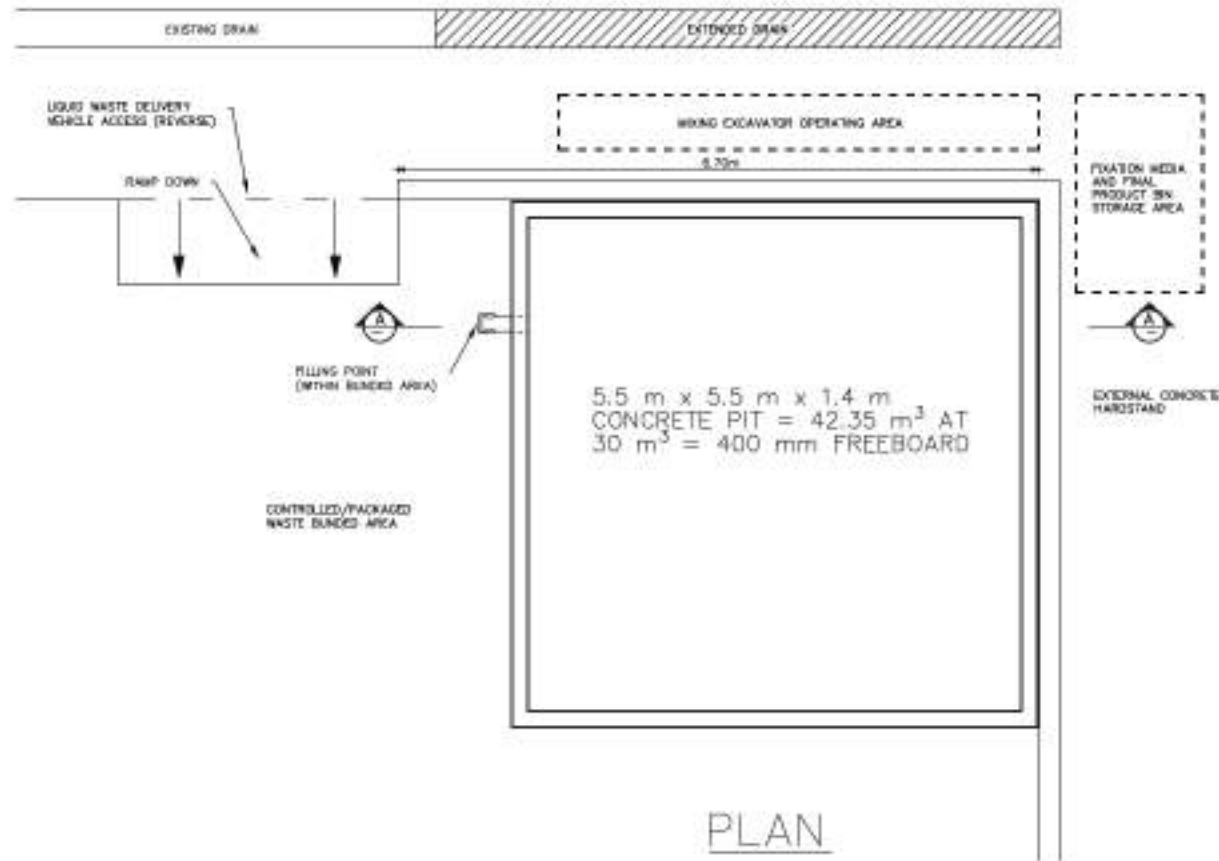 EXISTING DRAIN
EXTENDED DRAIN
LIQUID WASTE DELIVERY
VEHICLE ACCESS (REVERSE)
MIXING EXCAVATOR OPERATING AREA
6.70m
FIXATION MEDIA
AND FINAL
PRODUCT BIN
STORAGE AREA
RAMP DOWN
A
A
FILLING POINT
(WITHIN BUNDED AREA)
EXTERNAL CONCRETE
HARDSTAND
5.5 m x 5.5 m x 1.4 m
CONCRETE PIT = 42.35 m³ AT
30 m³ = 400 mm FREEBOARD
CONTROLLED/PACKAGED
WASTE BUNDED AREA
PLAN